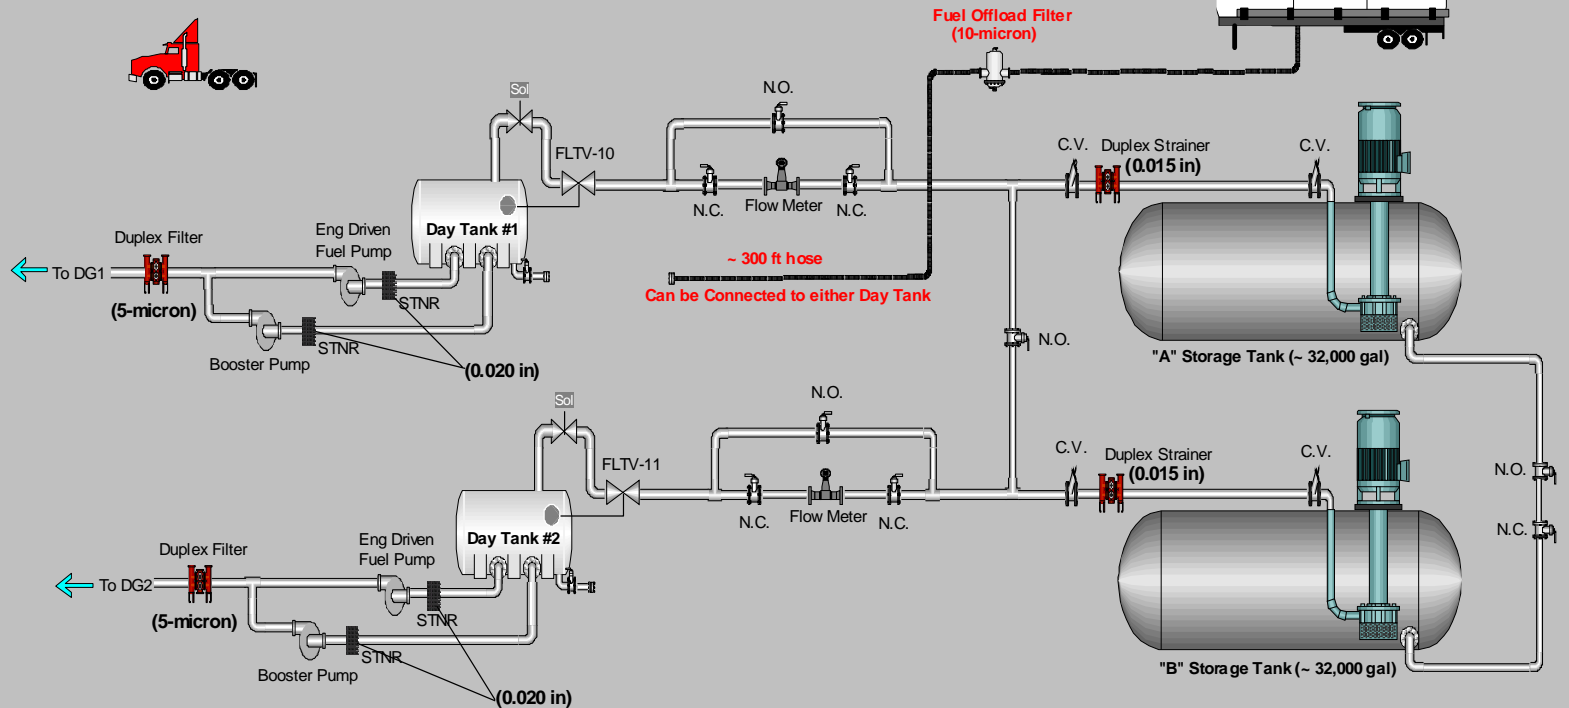 Fuel Offload Filter
(10-micron)
Sol
N.O.
FLTV-10
C.V.
Duplex Strainer
(0.015 in)
C.V.
N.C.
Flow Meter
N.C.
Day Tank #1
Eng Driven
Fuel Pump
Duplex Filter
To DG1
(5-micron)
STNR
STNR
Booster Pump
(0.020 in)
~ 300 ft hose
Can be Connected to either Day Tank
N.O.
"A" Storage Tank (~ 32,000 gal)
Sol
N.O.
FLTV-11
C.V.
Duplex Strainer
(0.015 in)
C.V.
N.O.
N.C.
N.C.
Flow Meter
N.C.
Day Tank #2
Eng Driven
Fuel Pump
Duplex Filter
To DG2
(5-micron)
STNR
STNR
Booster Pump
(0.020 in)
"B" Storage Tank (~ 32,000 gal)